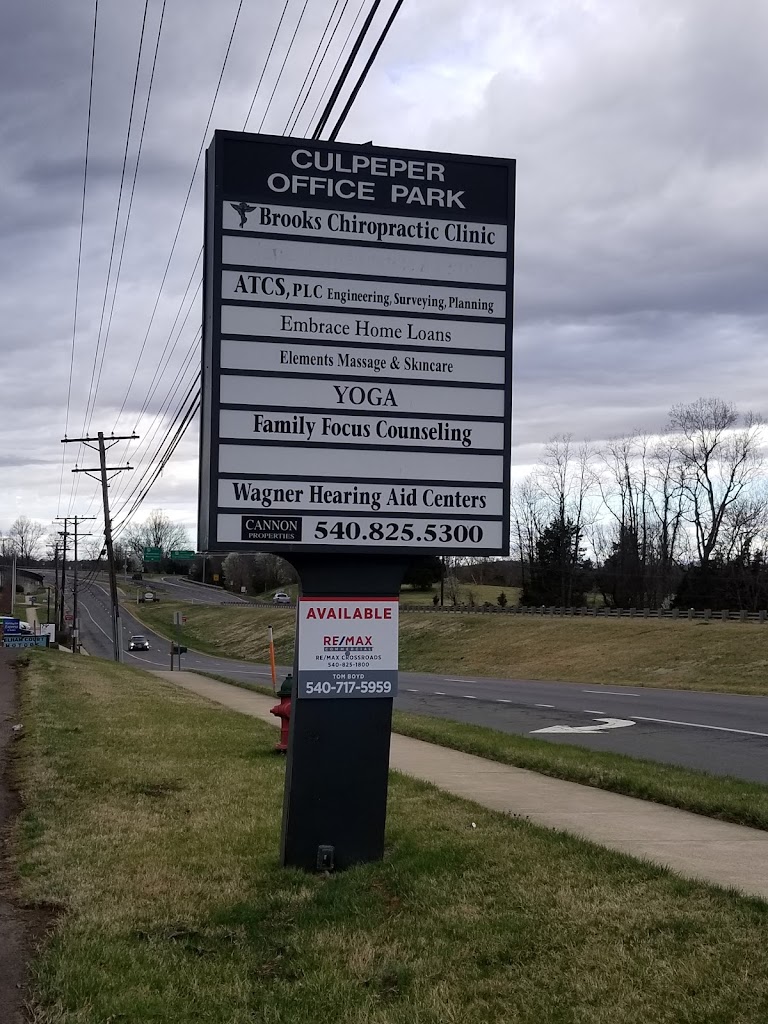 CULPEPER
OFFICE PARK
Brooks Chiropractic Clinic
ATCS, PLC Engineering, Surveying, Planning
Embrace Home Loans
Elements Massage & Skincare
YOGA
Family Focus Counseling
Wagner Hearing Aid Centers
CANNON
PROPERTIES
540.825.5300
AVAILABLE
RE/MAX
COMMERCIAL
RE/MAX CROSSROADS
540-825-1800
TOM BOYD
540-717-5959
MOTORS